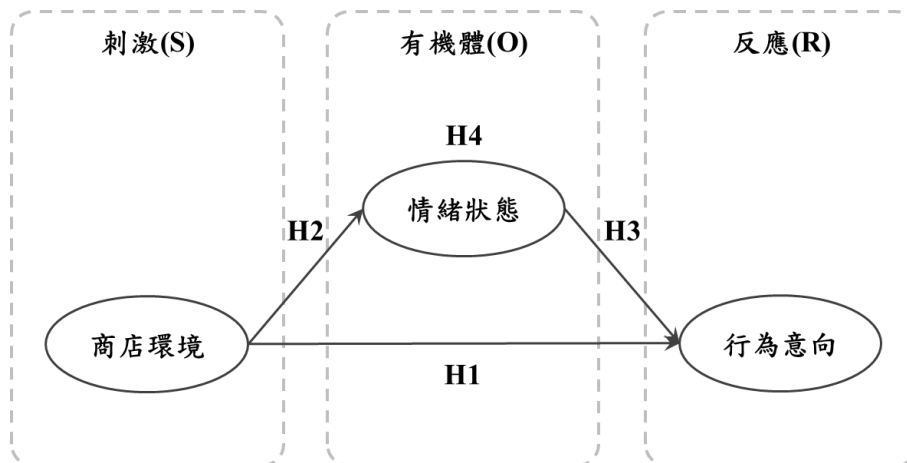 刺激(S)
有機體(O)
反應(R)
H4
情緒狀態
H2
H3
商店環境
行為意向
H1